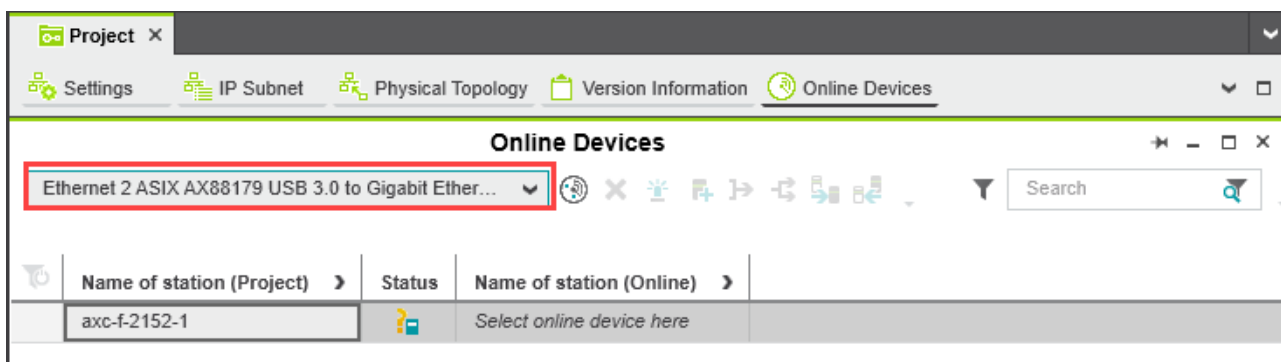 Project
Settings IP Subnet Physical Topology Version Information Online Devices
Online Devices
Ethernet 2 ASIX AX88179 USB 3.0 to Gigabit Ether... Search
Name of station (Project) Status Name of station (Online)
axc-f-2152-1 Select online device here